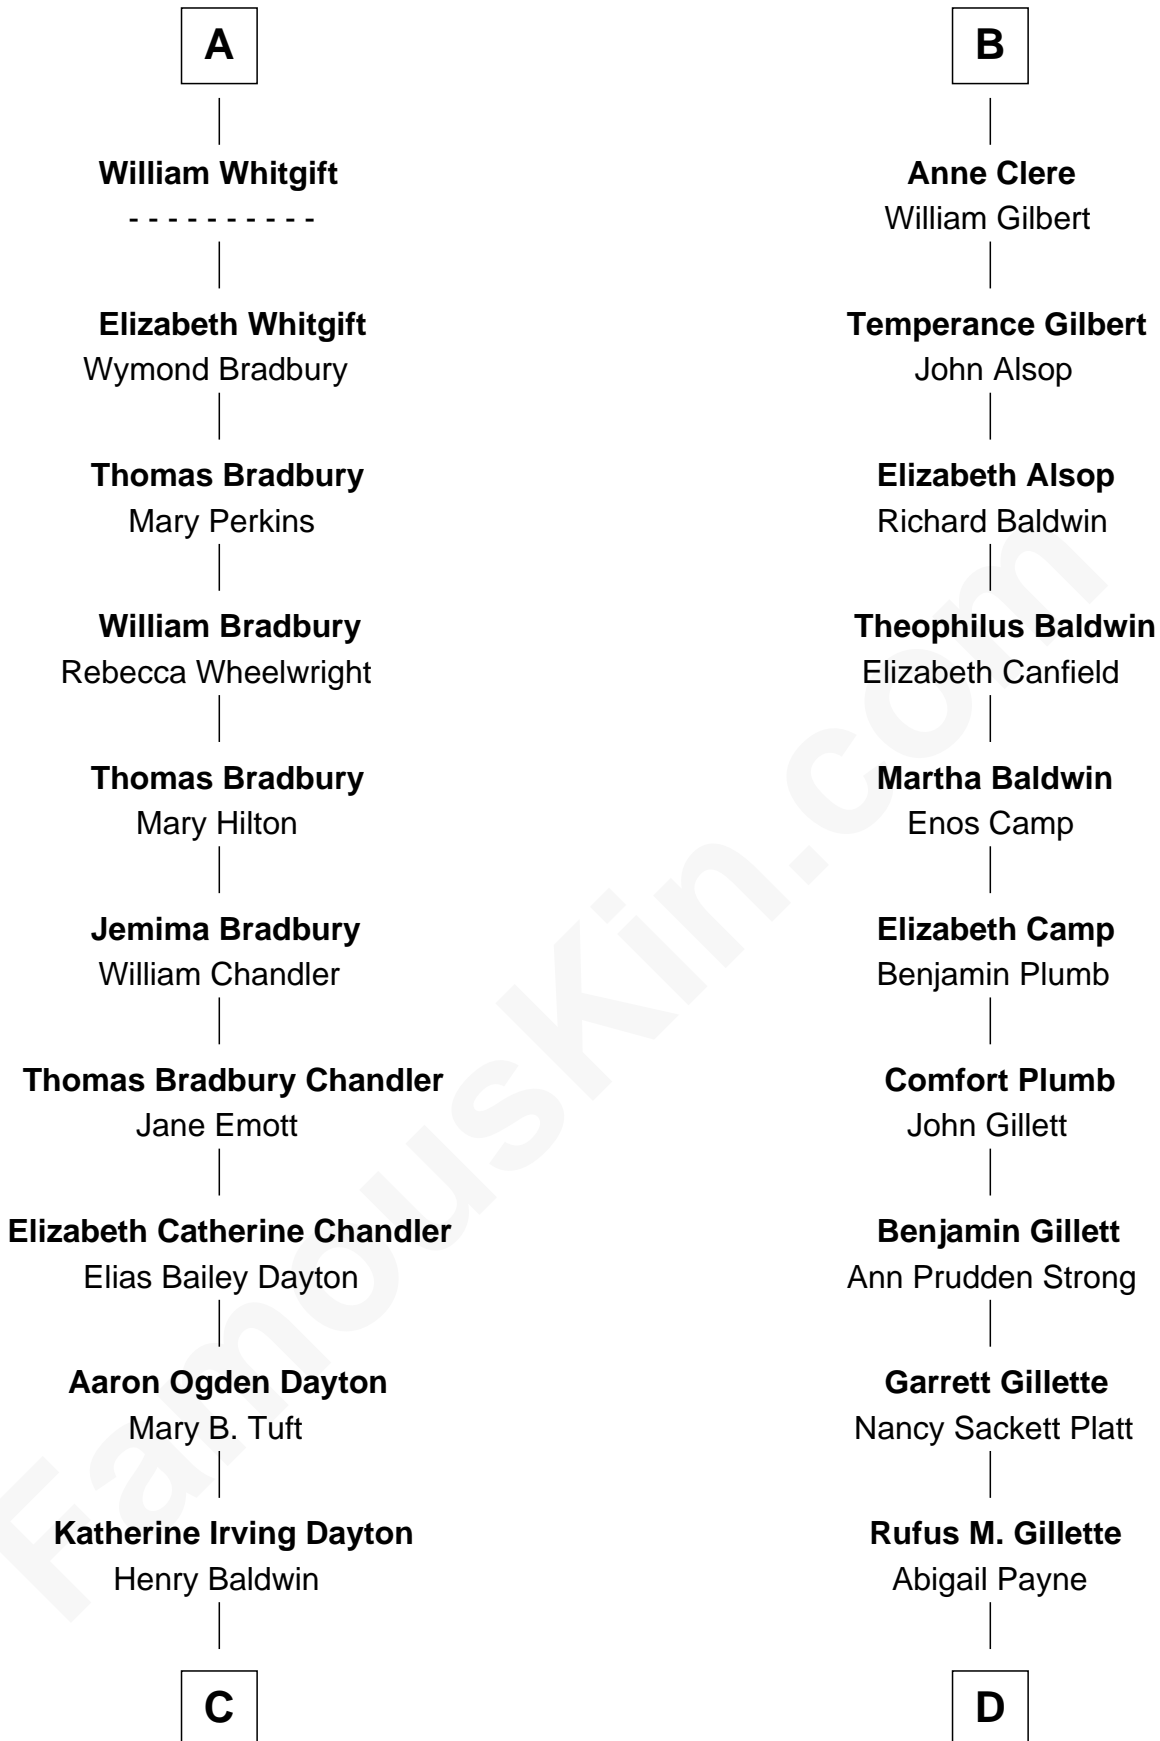 A
William Whitgift
- - - - - - - - - -
Elizabeth Whitgift
Wymond Bradbury
Thomas Bradbury
Mary Perkins
William Bradbury
Rebecca Wheelwright
Thomas Bradbury
Mary Hilton
Jemima Bradbury
William Chandler
Thomas Bradbury Chandler
Jane Emott
Elizabeth Catherine Chandler
Elias Bailey Dayton
Aaron Ogden Dayton
Mary B. Tuft
Katherine Irving Dayton
Henry Baldwin
C
B
Anne Clere
William Gilbert
Temperance Gilbert
John Alsop
Elizabeth Alsop
Richard Baldwin
Theophilus Baldwin
Elizabeth Canfield
Martha Baldwin
Enos Camp
Elizabeth Camp
Benjamin Plumb
Comfort Plumb
John Gillett
Benjamin Gillett
Ann Prudden Strong
Garrett Gillette
Nancy Sackett Platt
Rufus M. Gillette
Abigail Payne
D
FamousKin.com